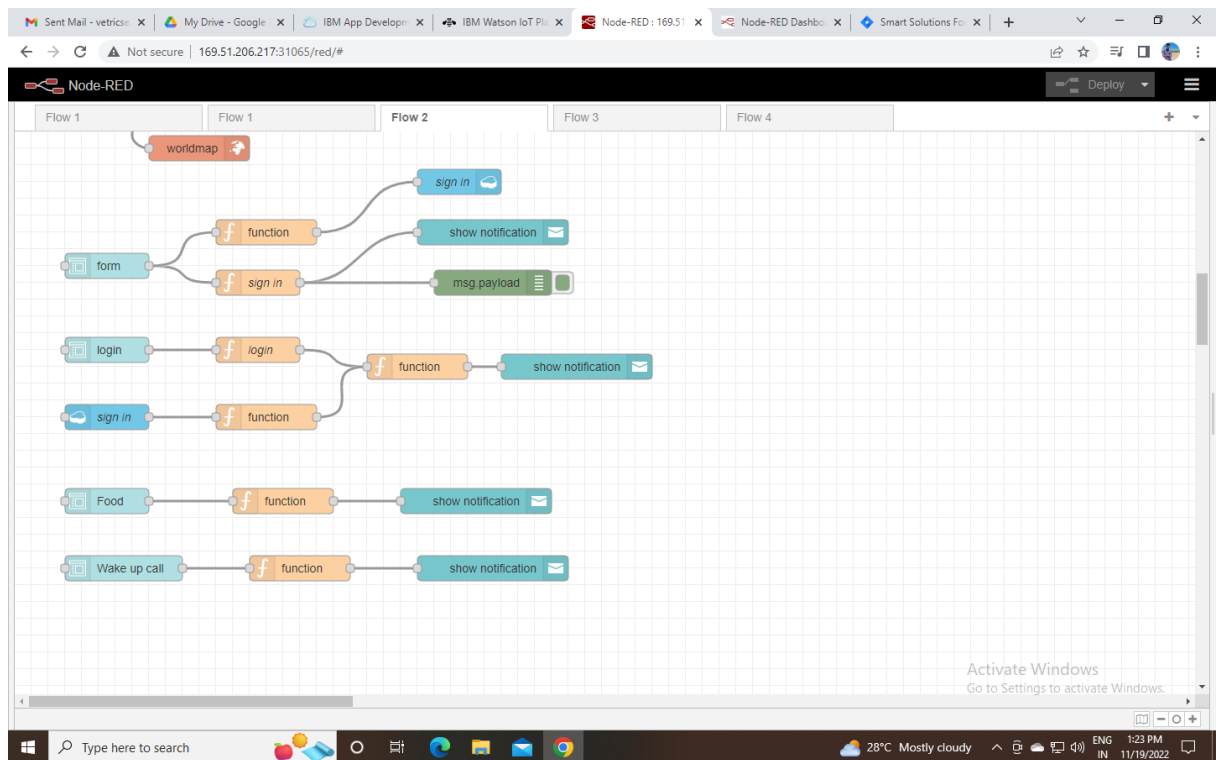 Sent Mail - vetricse
My Drive - Google
IBM App Developm
IBM Watson IoT Pla
Node-RED : 169.51
Node-RED Dashbo
Smart Solutions For
Not secure | 169.51.206.217:31065/red/#
Node-RED
Deploy
Flow 1
Flow 1
Flow 2
Flow 3
Flow 4
worldmap
sign in
function
show notification
form
sign in
msg.payload
login
login
function
show notification
sign in
function
Food
function
show notification
Wake up call
function
show notification
Activate Windows
Go to Settings to activate Windows.
Type here to search
28°C Mostly cloudy
ENG
IN
1:23 PM
11/19/2022